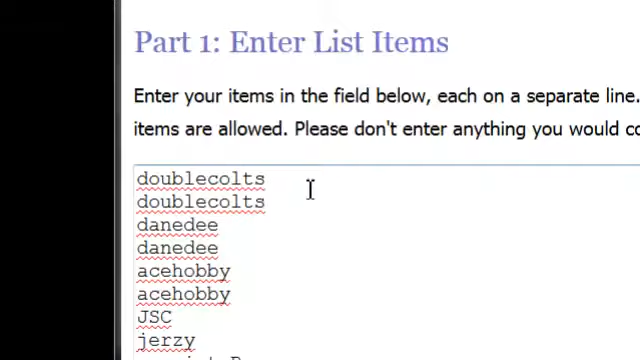 Part 1: Enter List Items
Enter your items in the field below, each on a separate line.
items are allowed. Please don't enter anything you would
doublecolts
doublecolts
danedee
danedee
acehobby
acehobby
JSC
jerzy